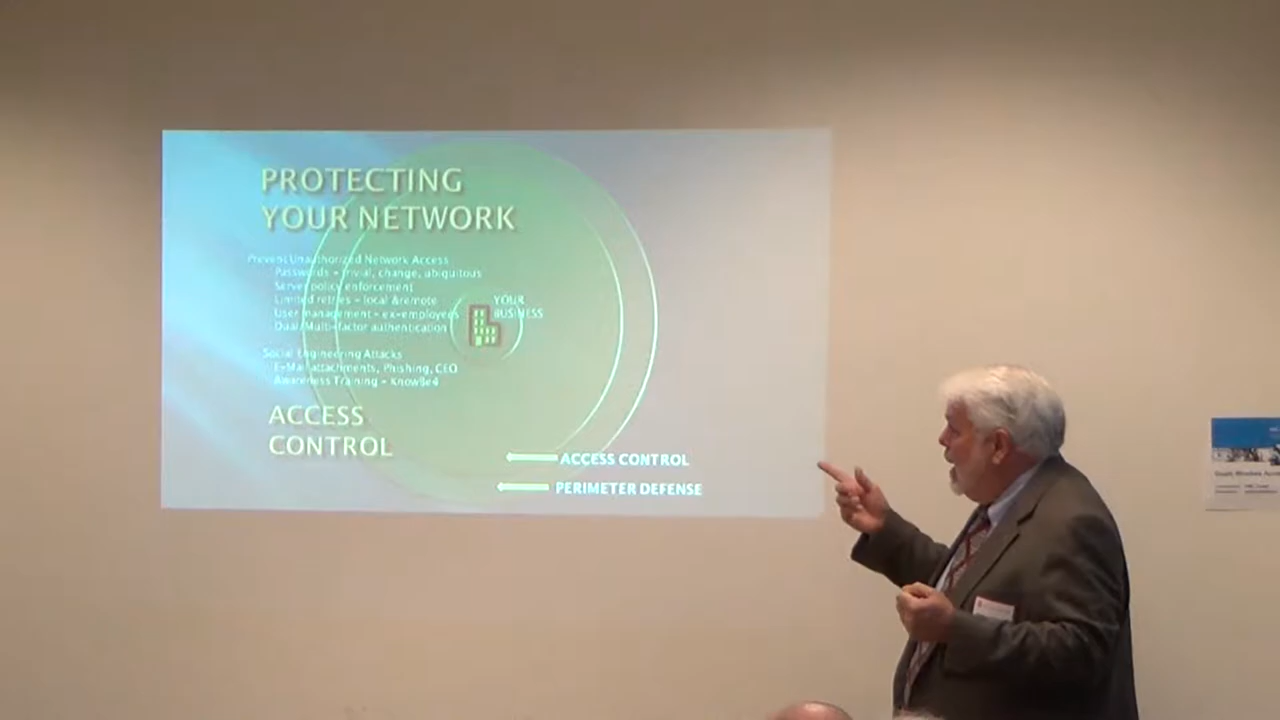 PROTECTING
YOUR NETWORK
Prevent Unauthorized Network Access
Passwords - trivial, change, ubiquitous
Server policy enforcement
Limited retries - local &remote
User management - ex-employees
Dual/Multi-factor authentication
YOUR
BUSINESS
Social Engineering Attacks
E-Mail attachments, Phishing, CEO
Awareness Training - KnowBe4
ACCESS
CONTROL
ACCESS CONTROL
PERIMETER DEFENSE